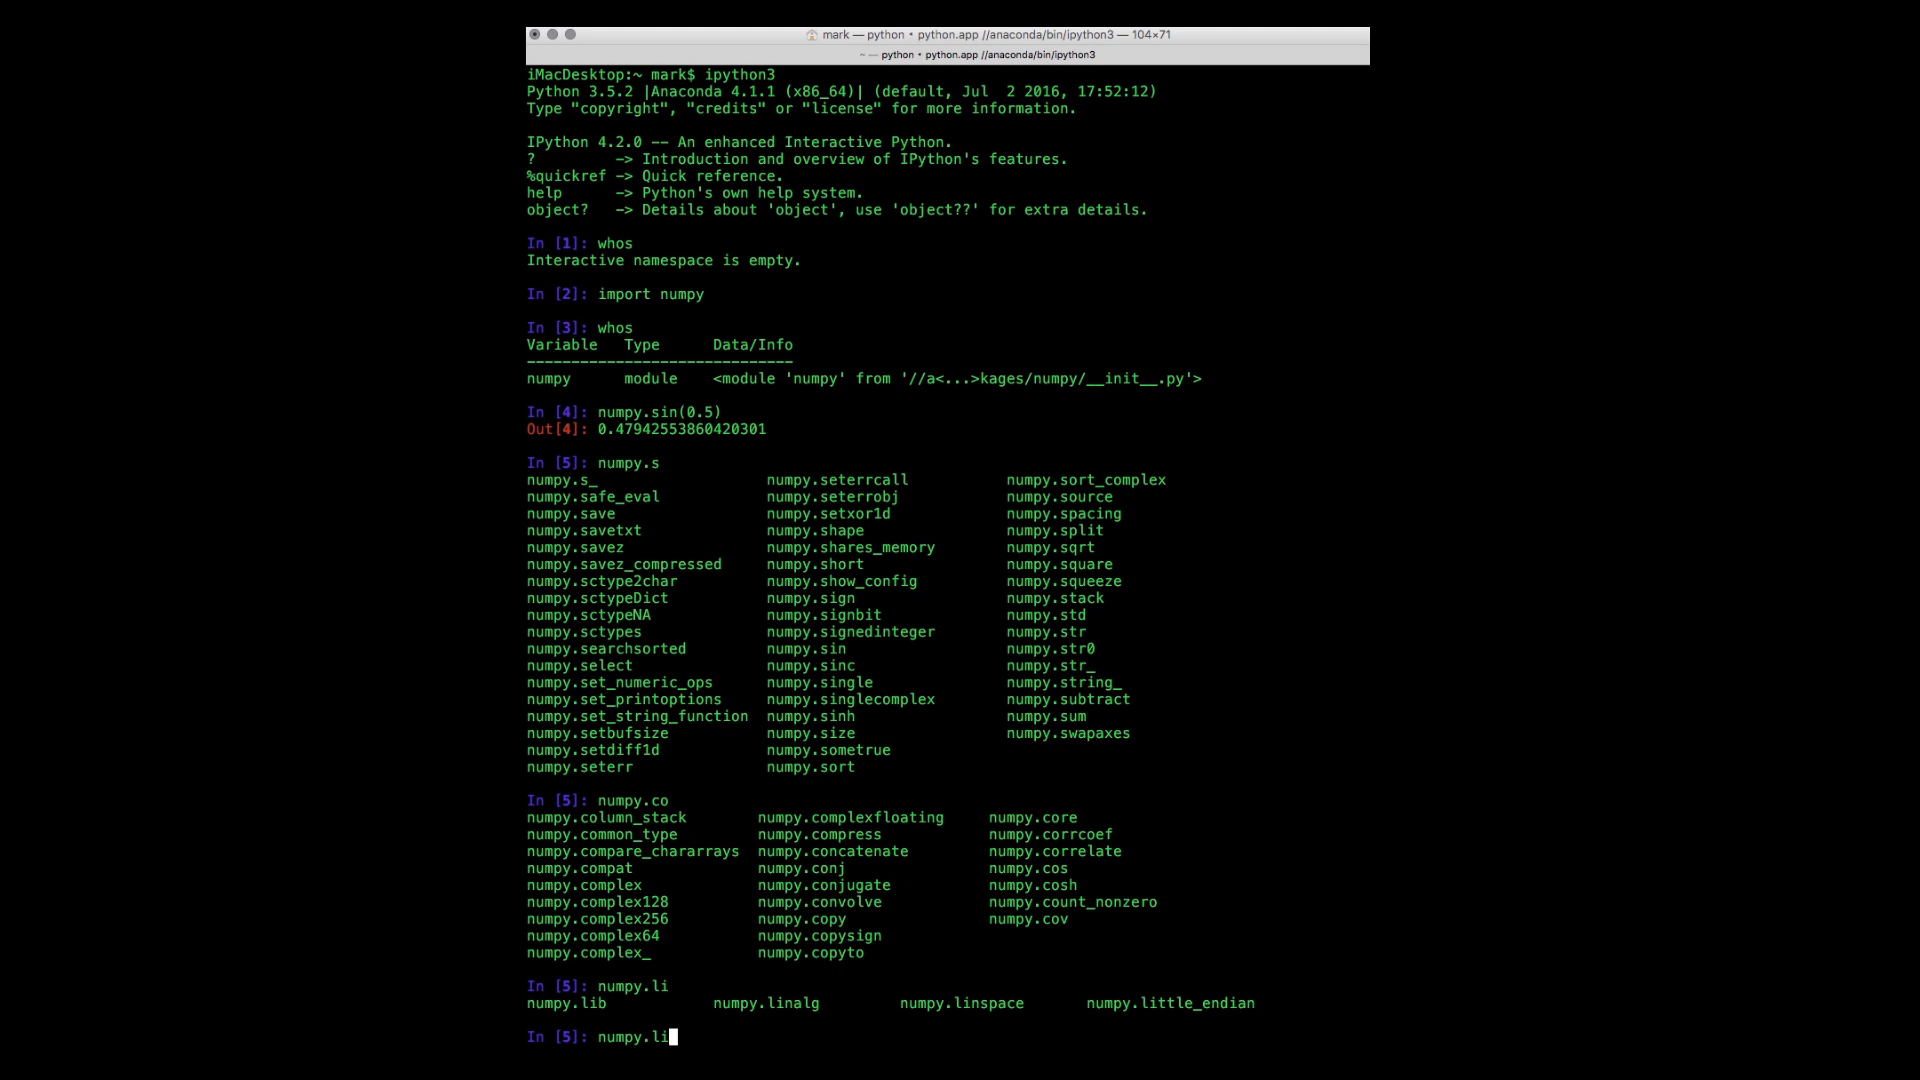 mark — python • python.app //anaconda/bin/ipython3 — 104×71
~ — python • python.app //anaconda/bin/ipython3
iMacDesktop:~ mark$ ipython3
Python 3.5.2 |Anaconda 4.1.1 (x86_64)| (default, Jul  2 2016, 17:52:12)
Type "copyright", "credits" or "license" for more information.
IPython 4.2.0 -- An enhanced Interactive Python.
?         -> Introduction and overview of IPython's features.
%quickref -> Quick reference.
help      -> Python's own help system.
object?   -> Details about 'object', use 'object??' for extra details.
In [1]: whos
Interactive namespace is empty.
In [2]: import numpy
In [3]: whos
Variable   Type      Data/Info
------------------------------
numpy      module    <module 'numpy' from '//a<...>kages/numpy/__init__.py'>
In [4]: numpy.sin(0.5)
Out[4]: 0.47942553860420301
In [5]: numpy.s
numpy.s_                   numpy.seterrcall           numpy.sort_complex
numpy.safe_eval            numpy.seterrobj            numpy.source
numpy.save                 numpy.setxor1d             numpy.spacing
numpy.savetxt              numpy.shape                numpy.split
numpy.savez                numpy.shares_memory        numpy.sqrt
numpy.savez_compressed     numpy.short                numpy.square
numpy.sctype2char          numpy.show_config          numpy.squeeze
numpy.sctypeDict           numpy.sign                 numpy.stack
numpy.sctypeNA             numpy.signbit              numpy.std
numpy.sctypes              numpy.signedinteger        numpy.str
numpy.searchsorted         numpy.sin                  numpy.str0
numpy.select               numpy.sinc                 numpy.str_
numpy.set_numeric_ops      numpy.single               numpy.string_
numpy.set_printoptions     numpy.singlecomplex        numpy.subtract
numpy.set_string_function  numpy.sinh                 numpy.sum
numpy.setbufsize           numpy.size                 numpy.swapaxes
numpy.setdiff1d            numpy.sometrue
numpy.seterr               numpy.sort
In [5]: numpy.co
numpy.column_stack        numpy.complexfloating     numpy.core
numpy.common_type         numpy.compress            numpy.corrcoef
numpy.compare_chararrays  numpy.concatenate         numpy.correlate
numpy.compat              numpy.conj                numpy.cos
numpy.complex             numpy.conjugate           numpy.cosh
numpy.complex128          numpy.convolve            numpy.count_nonzero
numpy.complex256          numpy.copy                numpy.cov
numpy.complex64           numpy.copysign
numpy.complex_            numpy.copyto
In [5]: numpy.li
numpy.lib            numpy.linalg         numpy.linspace       numpy.little_endian
In [5]: numpy.li